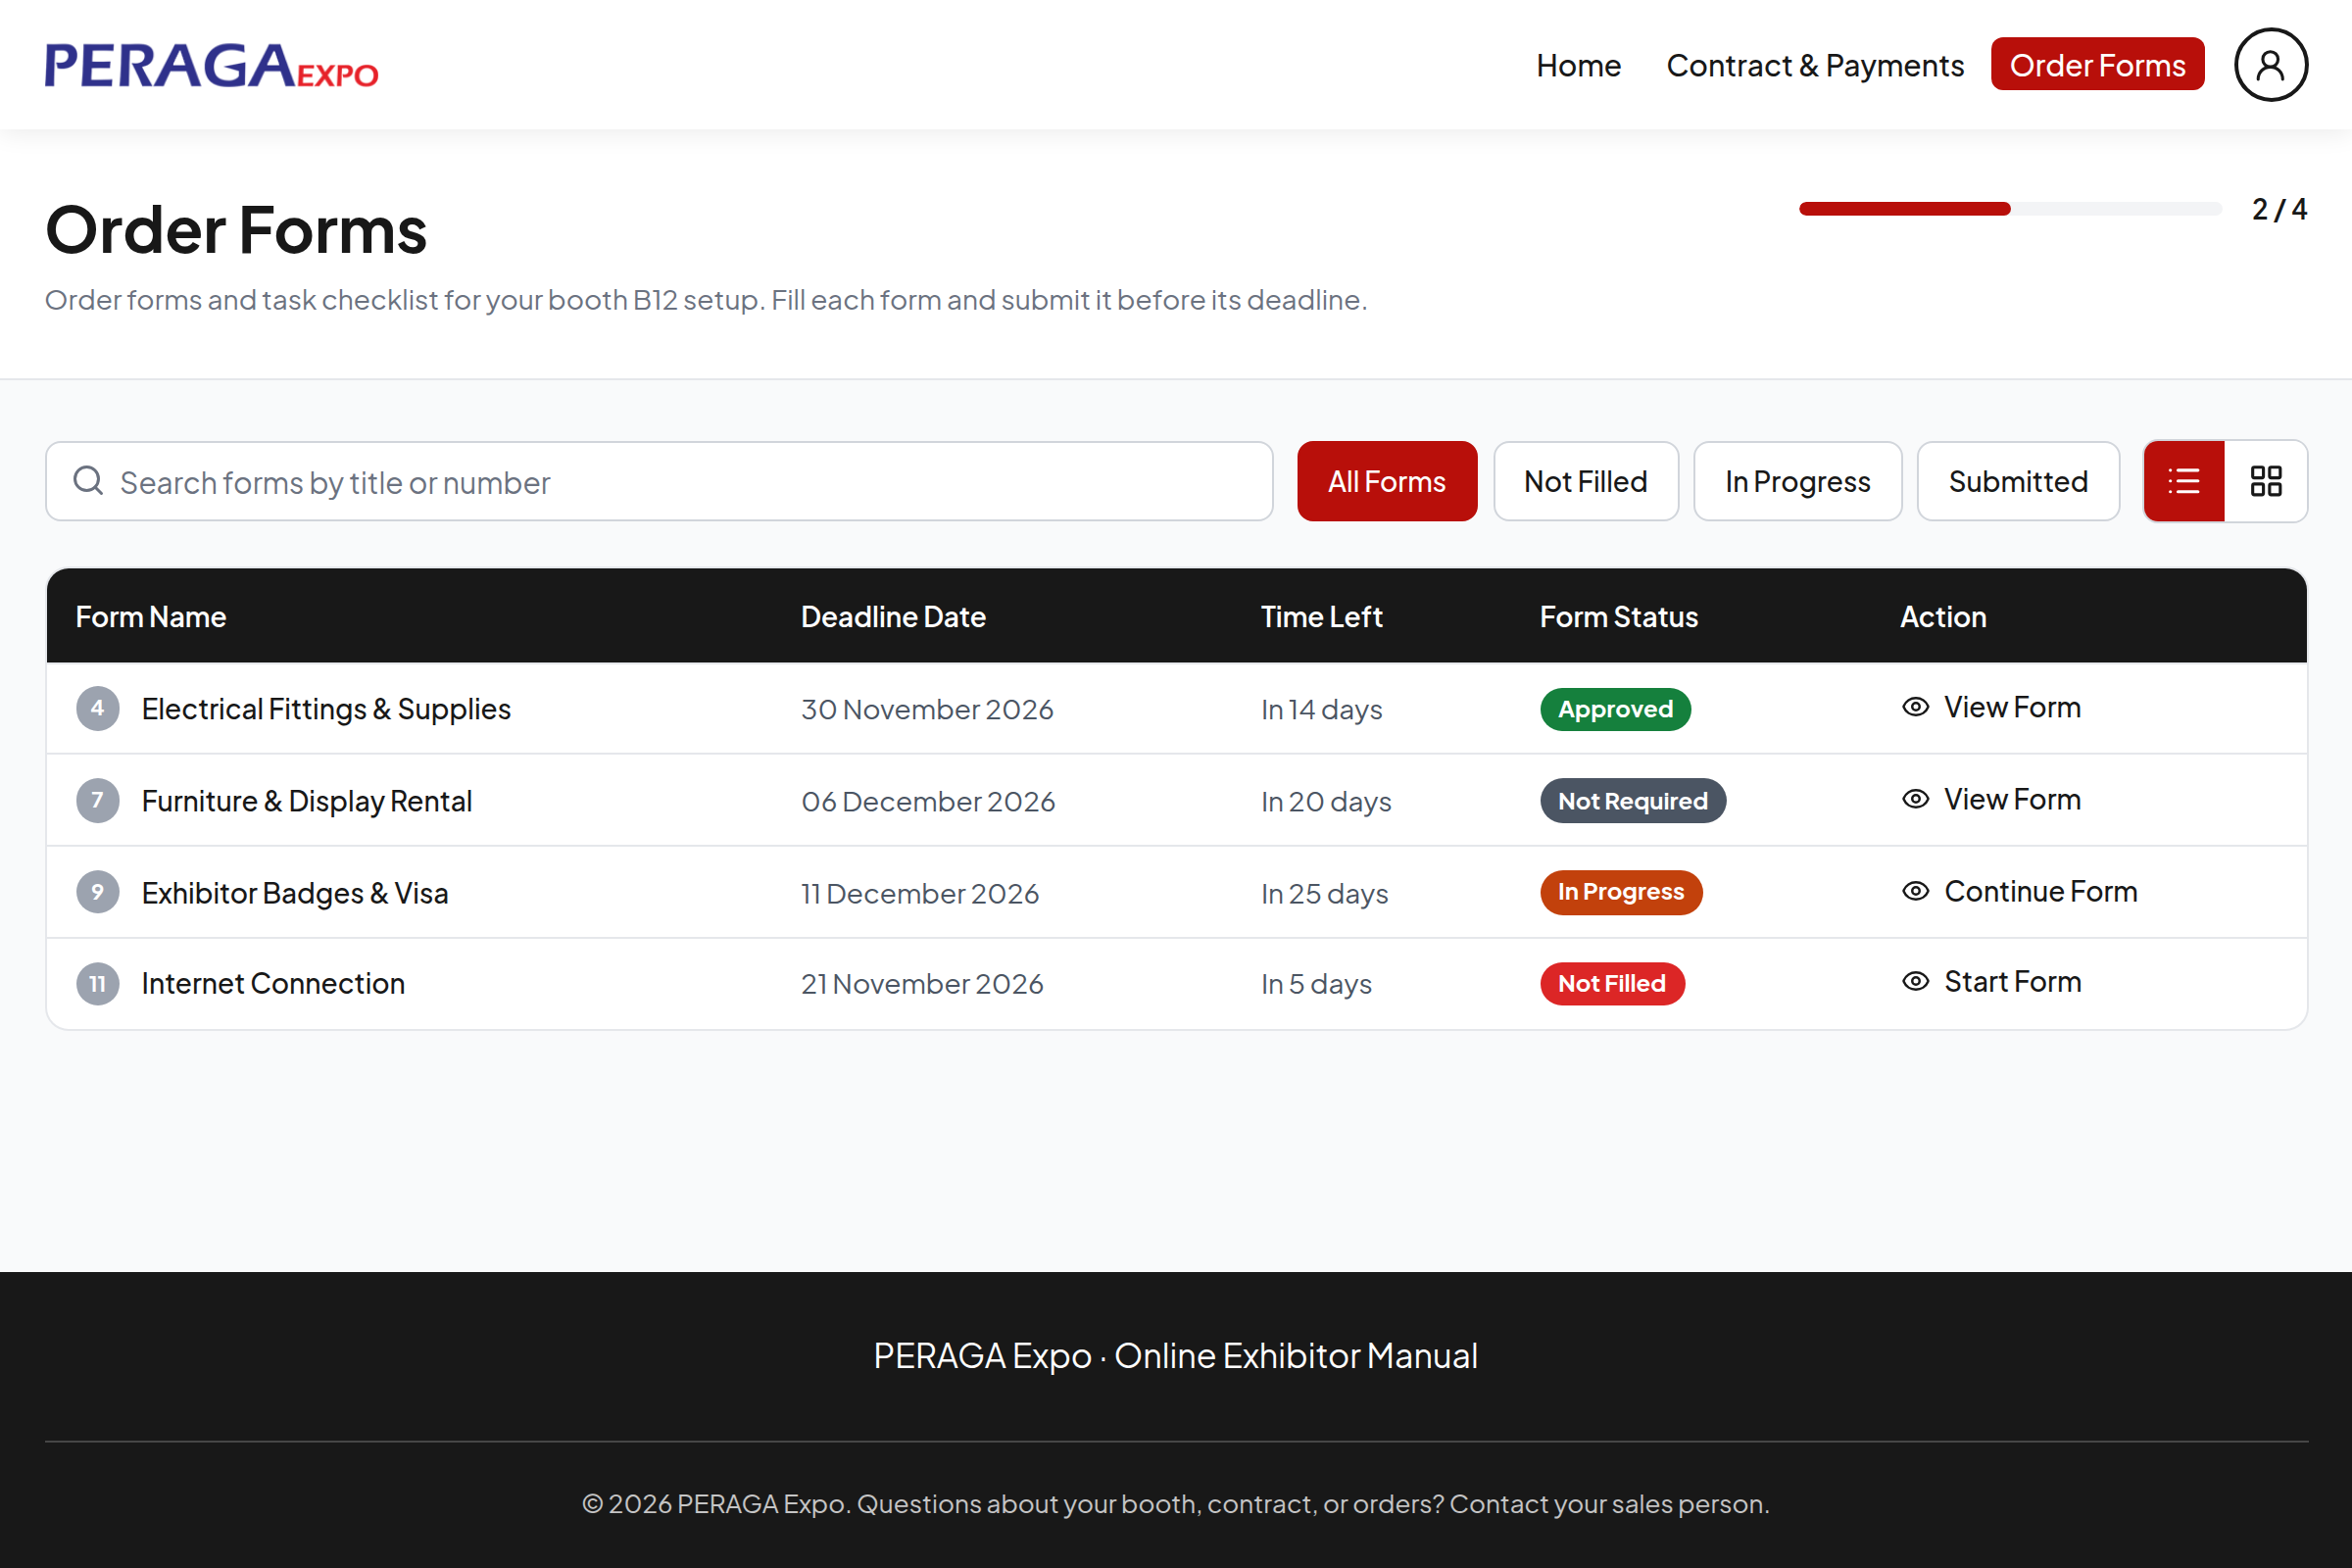 PERAGA EXPO
Home Contract & Payments Order Forms
Order Forms
2 / 4
Order forms and task checklist for your booth B12 setup. Fill each form and submit it before its deadline.
Search forms by title or number All Forms Not Filled In Progress Submitted
Form Name Deadline Date Time Left Form Status Action
4 Electrical Fittings & Supplies 30 November 2026 In 14 days Approved View Form
7 Furniture & Display Rental 06 December 2026 In 20 days Not Required View Form
9 Exhibitor Badges & Visa 11 December 2026 In 25 days In Progress Continue Form
11 Internet Connection 21 November 2026 In 5 days Not Filled Start Form
PERAGA Expo · Online Exhibitor Manual
© 2026 PERAGA Expo. Questions about your booth, contract, or orders? Contact your sales person.